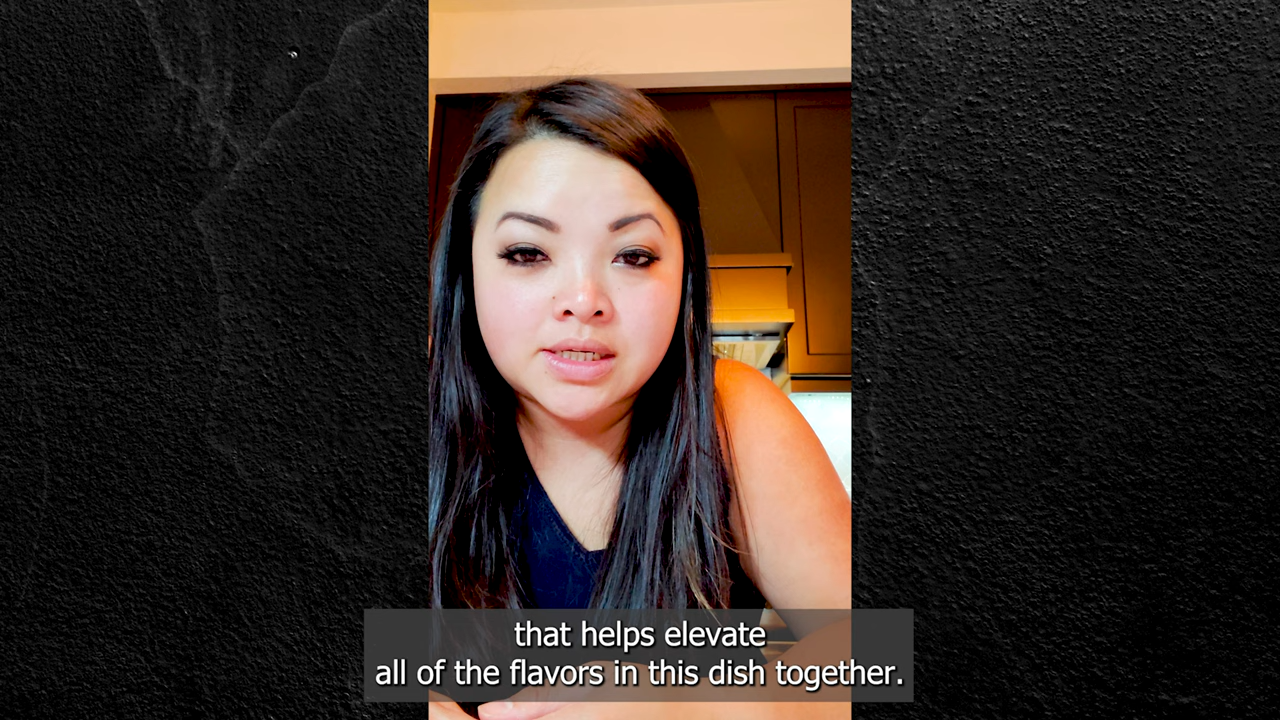 that helps elevate
all of the flavors in this dish together.